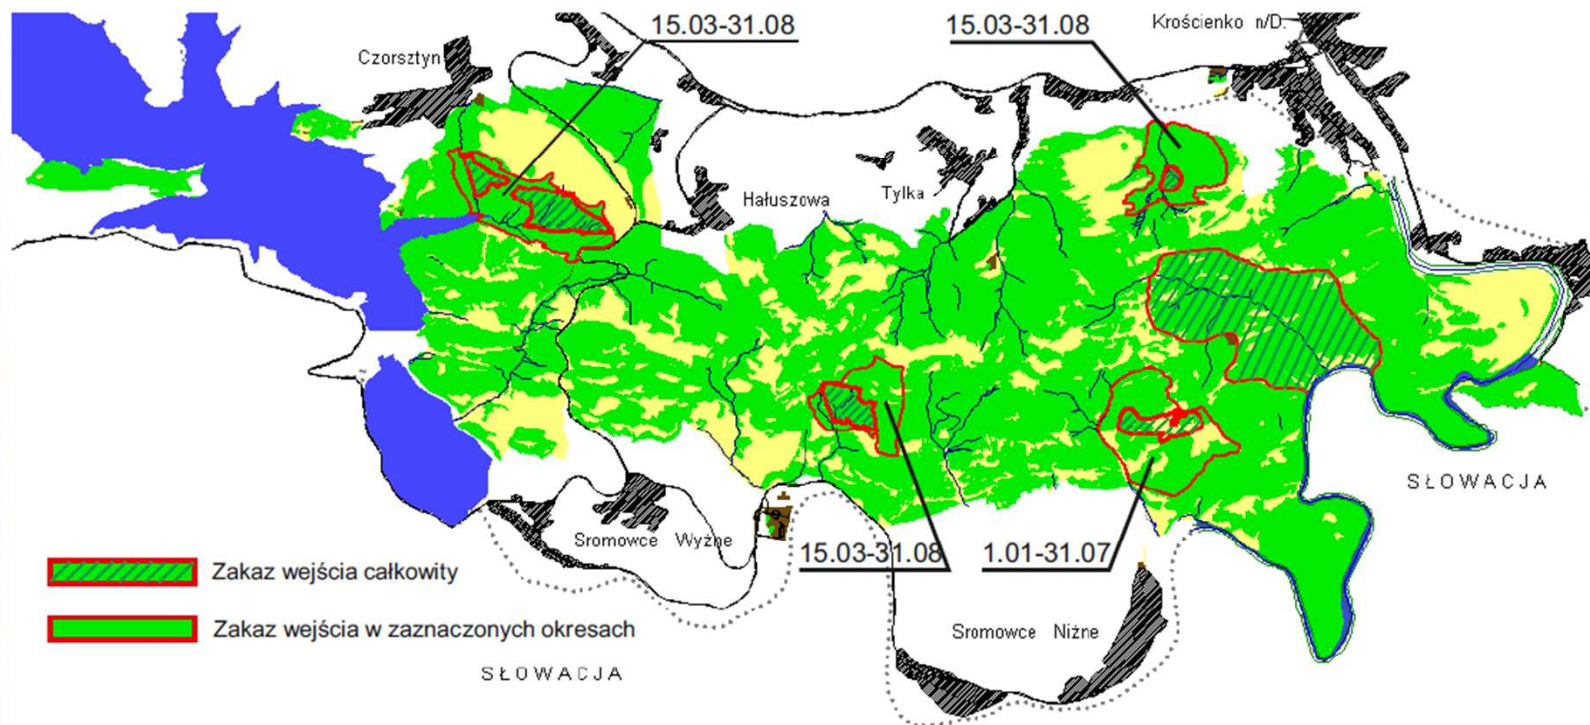 15.03-31.08
15.03-31.08
Krościenko n/D.
Czorsztyn
Hałuszowa
Tylka
SŁOWACJA
Sromowce Wyżne
15.03-31.08
1.01-31.07
Zakaz wejścia całkowity
Zakaz wejścia w zaznaczonych okresach
Sromowce Niżne
SŁOWACJA